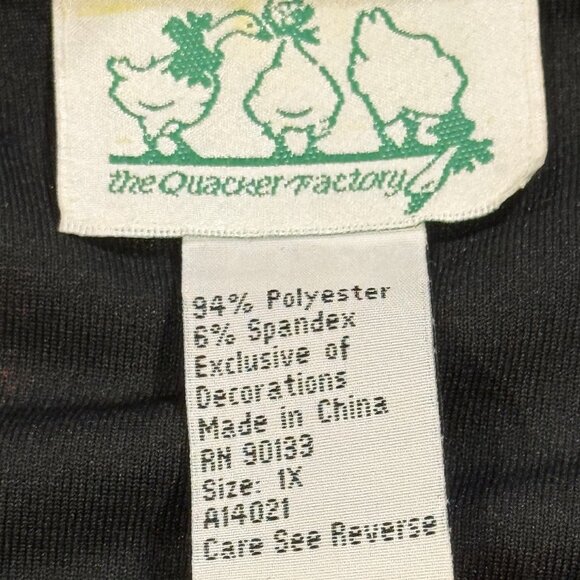 the Quacker Factory
94% Polyester
6% Spandex
Exclusive of
Decorations
Made in China
RN 90133
Size: 1X
A14021
Care See Reverse